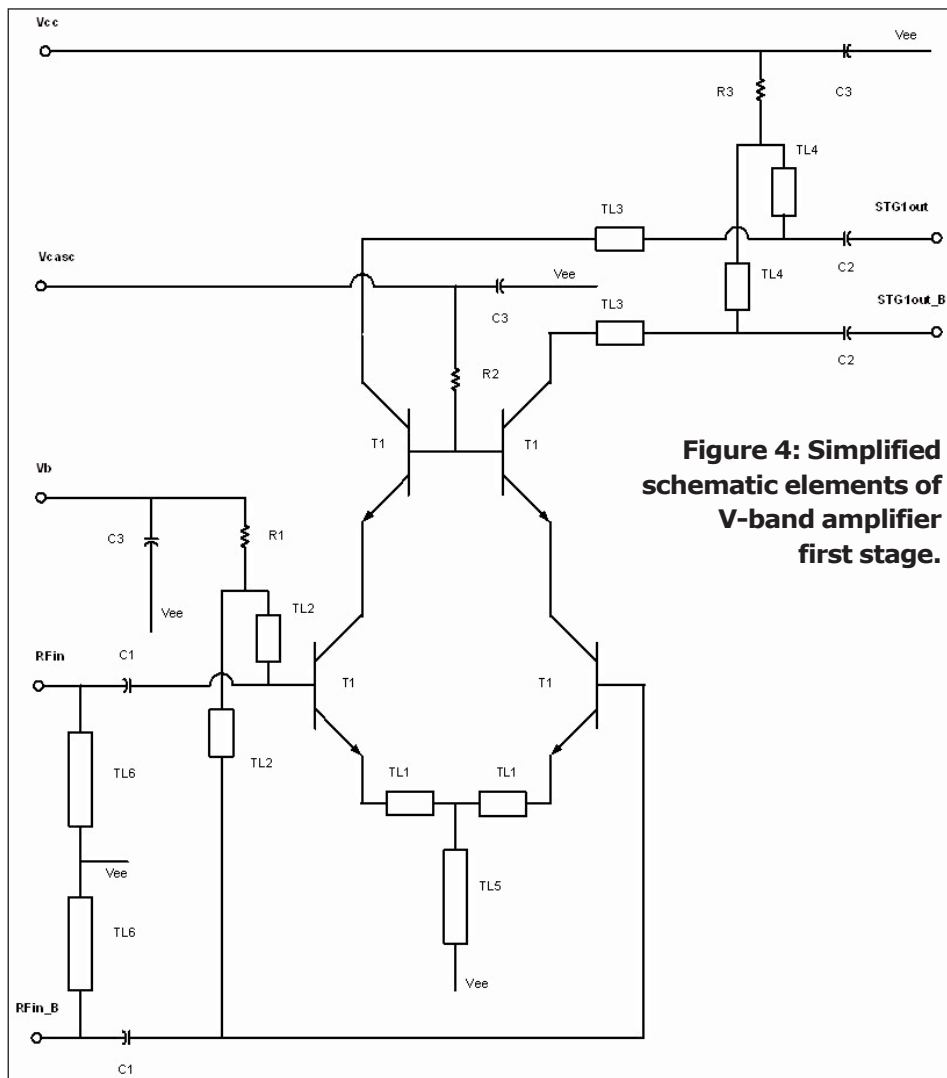 Vcc
Vee
R3
C3
TL4
TL3
STG1out
C2
Vcasc
Vee
TL4
C3
TL3
STG1out_B
R2
C2
T1
T1
Figure 4: Simplified
schematic elements of
V-band amplifier
first stage.
Vb
C3
R1
Vee
TL2
RFin
C1
T1
T1
TL2
TL1
TL1
TL6
Vee
TL5
TL6
Vee
RFin_B
C1